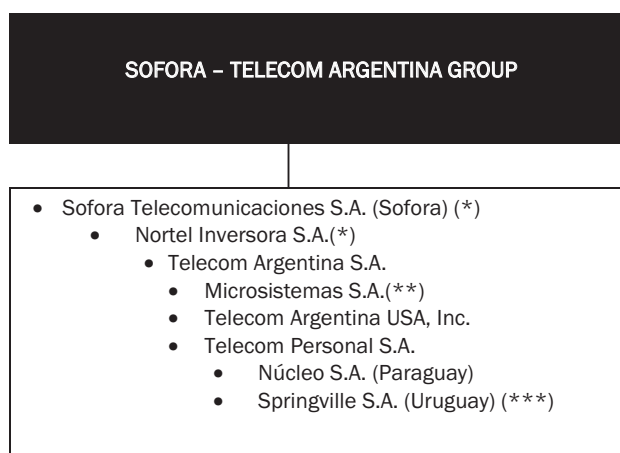 SOFORA – TELECOM ARGENTINA GROUP
• Sofora Telecomunicaciones S.A. (Sofora) (*)
• Nortel Inversora S.A.(*)
• Telecom Argentina S.A.
• Microsistemas S.A.(**)
• Telecom Argentina USA, Inc.
• Telecom Personal S.A.
• Núcleo S.A. (Paraguay)
• Springville S.A. (Uruguay) (***)